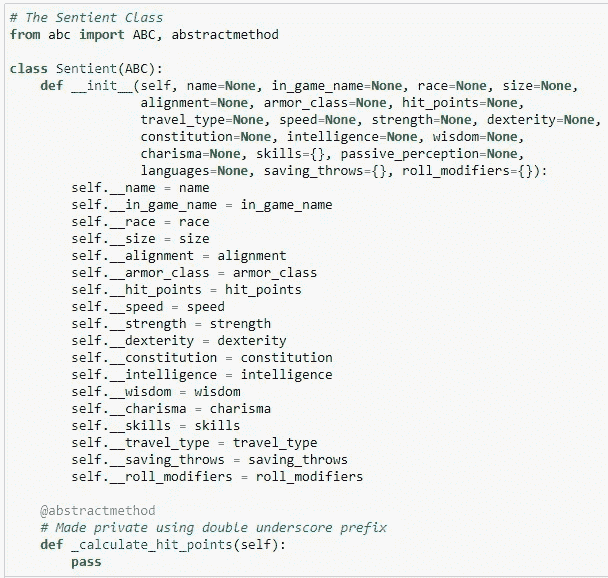 # The Sentient Class
from abc import ABC, abstractmethod

class Sentient(ABC):
    def __init__(self, name=None, in_game_name=None, race=None, size=None,
                 alignment=None, armor_class=None, hit_points=None,
                 travel_type=None, speed=None, strength=None, dexterity=None,
                 constitution=None, intelligence=None, wisdom=None,
                 charisma=None, skills={}, passive_perception=None,
                 languages=None, saving_throws={}, roll_modifiers={}):
        self.__name = name
        self.__in_game_name = in_game_name
        self.__race = race
        self.__size = size
        self.__alignment = alignment
        self.__armor_class = armor_class
        self.__hit_points = hit_points
        self.__speed = speed
        self.__strength = strength
        self.__dexterity = dexterity
        self.__constitution = constitution
        self.__intelligence = intelligence
        self.__wisdom = wisdom
        self.__charisma = charisma
        self.__skills = skills
        self.__travel_type = travel_type
        self.__saving_throws = saving_throws
        self.__roll_modifiers = roll_modifiers

    @abstractmethod
    # Made private using double underscore prefix
    def _calculate_hit_points(self):
        pass